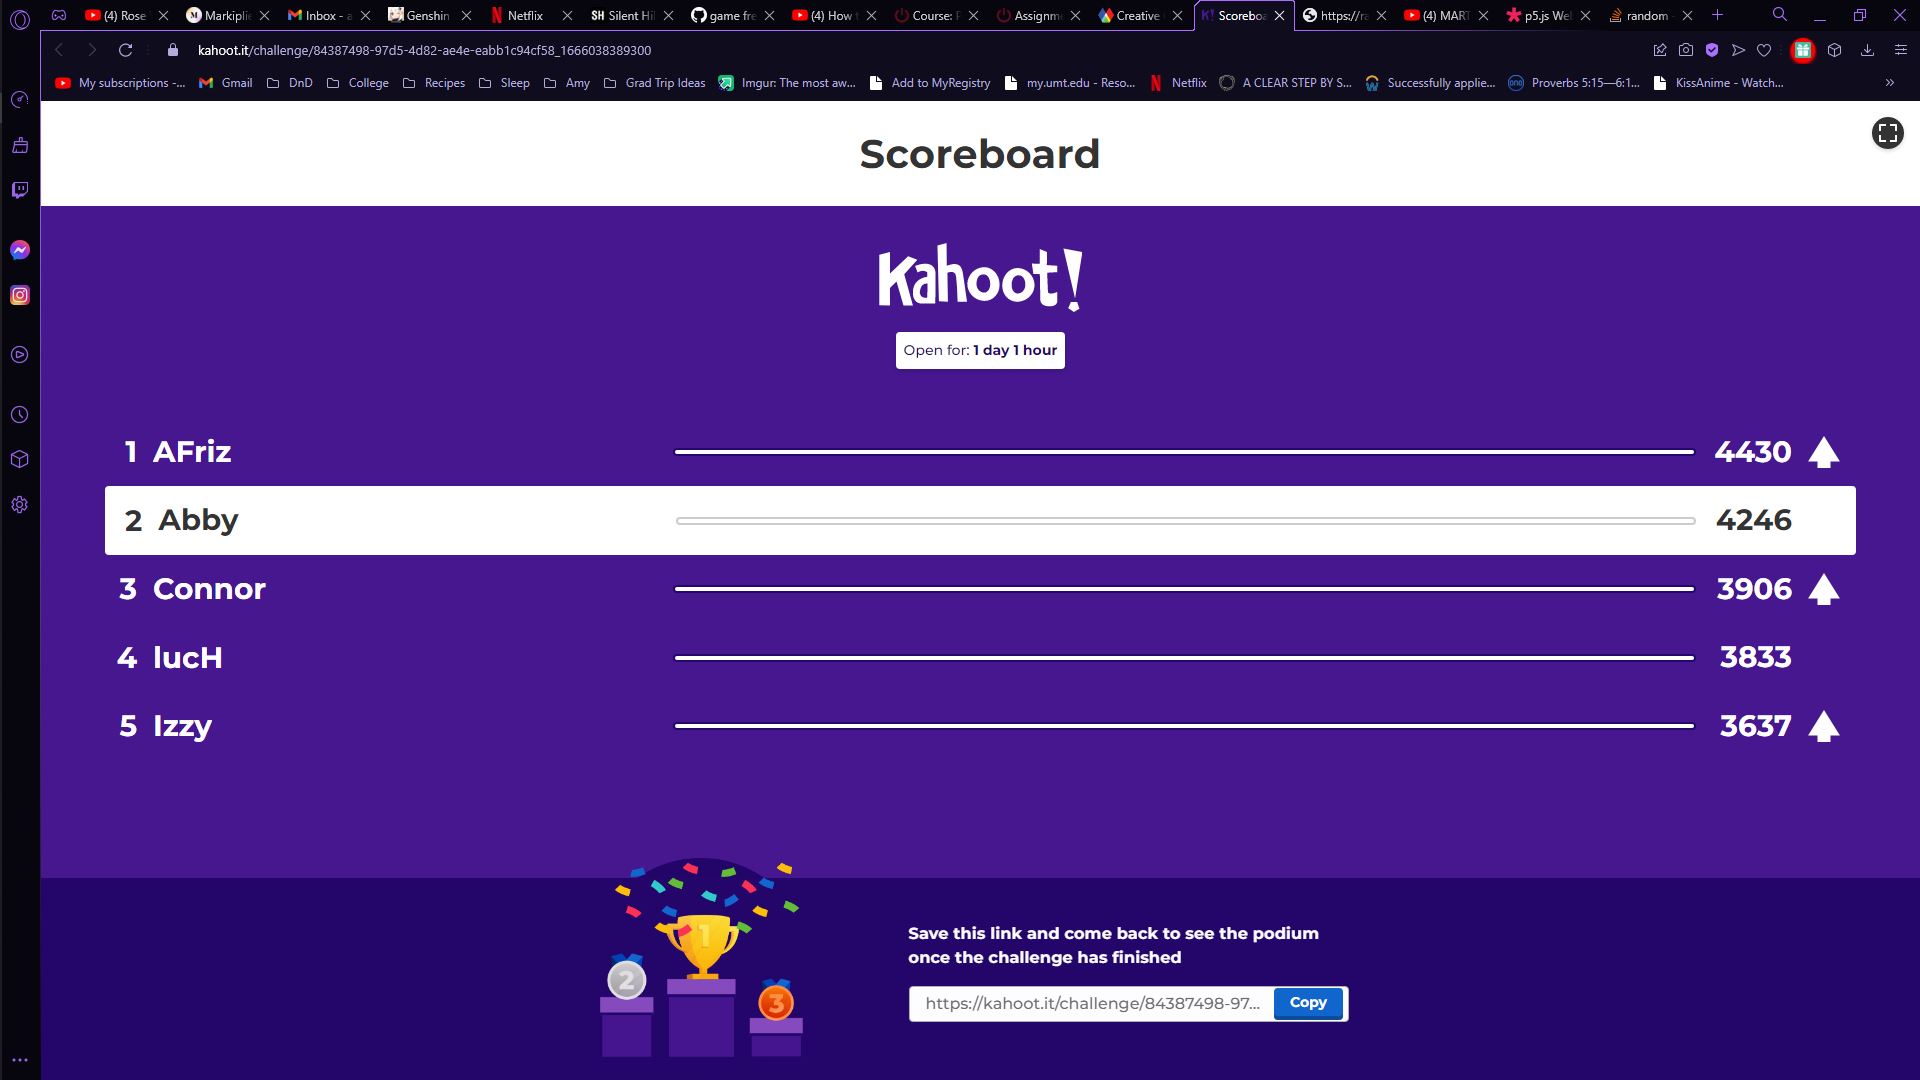 (4) Rose
Markiplie
Inbox - a
Genshin
Netflix
SH Silent Hil
game fre
(4) How t
Course: P
Assignme
Creative
K! Scoreboa
https://ra
(4) MART
p5.js Wel
random -
kahoot.it/challenge/84387498-97d5-4d82-ae4e-eabb1c94cf58_1666038389300
My subscriptions -...
Gmail
DnD
College
Recipes
Sleep
Amy
Grad Trip Ideas
Imgur: The most aw...
Add to MyRegistry
my.umt.edu - Reso...
Netflix
A CLEAR STEP BY S...
Successfully applie...
Proverbs 5:15—6:1...
KissAnime - Watch...
Scoreboard
Kahoot!
Open for: 1 day 1 hour
1 AFriz 4430
2 Abby 4246
3 Connor 3906
4 lucH 3833
5 Izzy 3637
1
2
3
Save this link and come back to see the podium
once the challenge has finished
https://kahoot.it/challenge/84387498-97... Copy